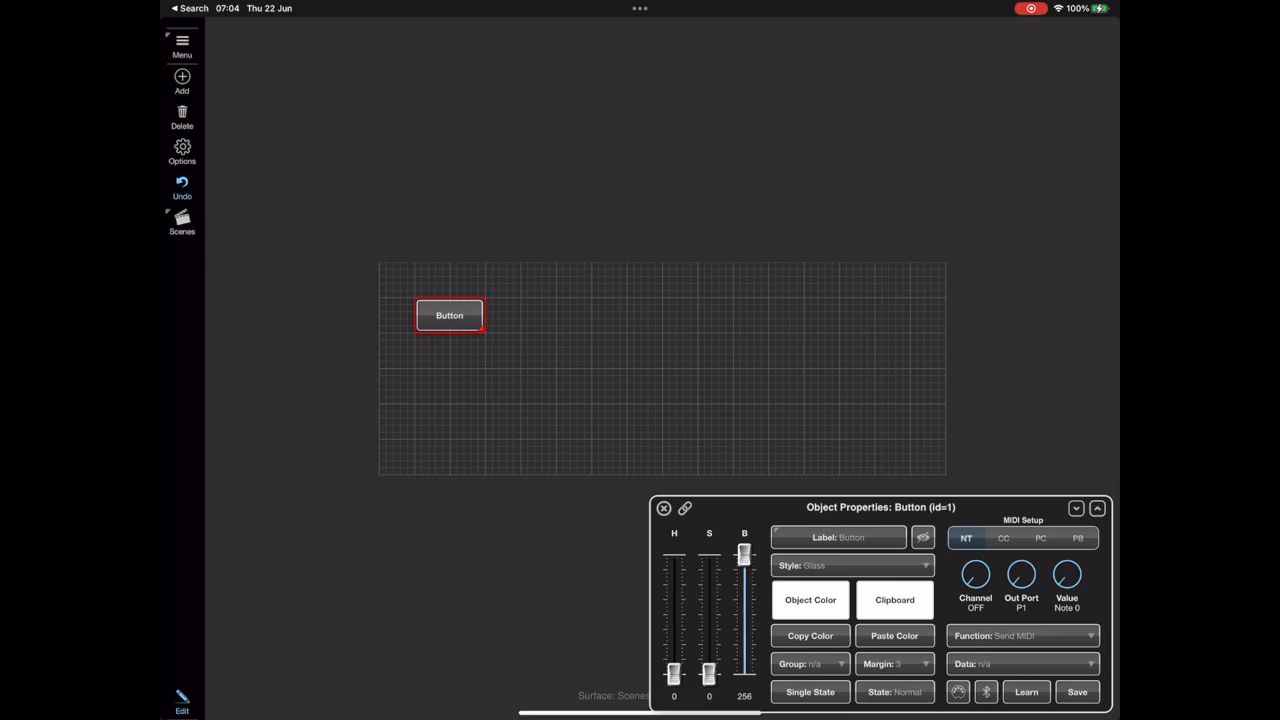 Search 07:04 Thu 22 Jun
100%
Menu
Add
Delete
Options
Undo
Scenes
Button
Object Properties: Button (id=1)
MIDI Setup
H S B
Label: Button
NT CC PC PB
Style: Glass
Object Color Clipboard
Channel Out Port Value
OFF P1 Note 0
Copy Color Paste Color Function: Send MIDI
Group: n/a Margin: 3 Data: n/a
0 0 256
Single State State: Normal Learn Save
Surface: Scenes
Edit